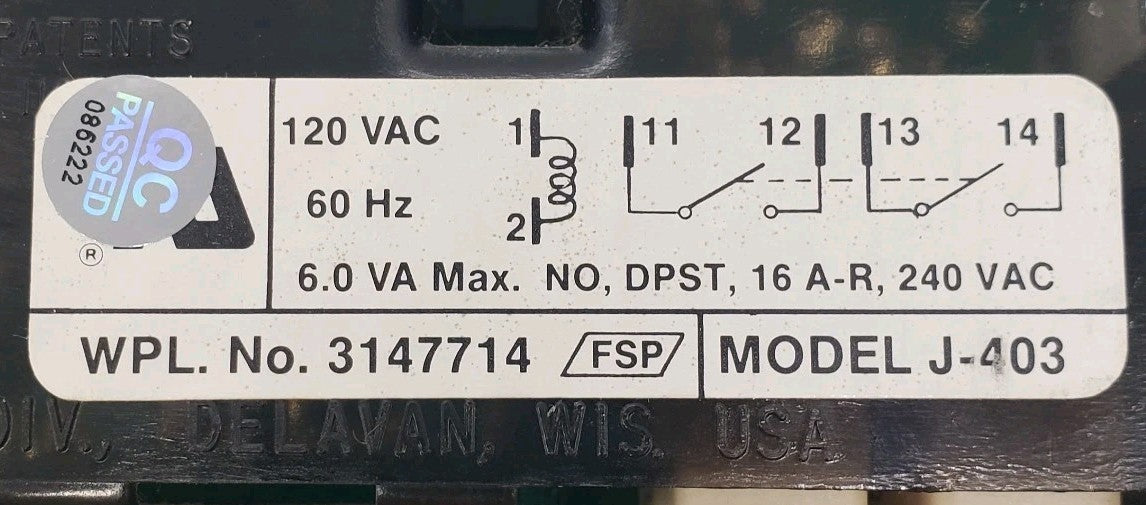 PATENTS
QC
PASSED
086222
®
120 VAC
60 Hz
1
2
11
12
13
14
6.0 VA Max. NO, DPST, 16 A-R, 240 VAC
WPL. No. 3147714 FSP
MODEL J-403
DIV., DELAVAN, WIS. USA